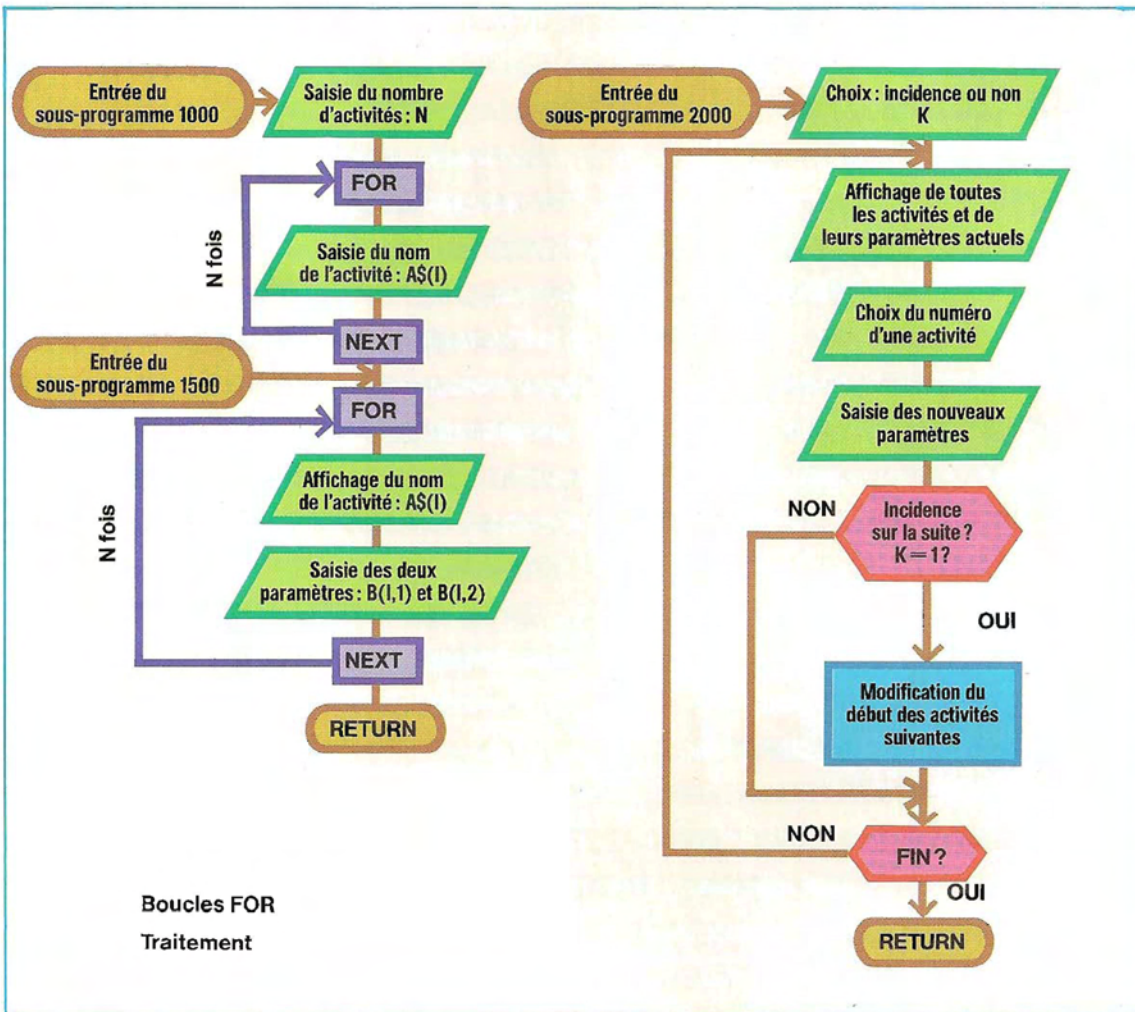 Entrée du
sous-programme 1000
Saisie du nombre
d'activités : N
FOR
N fois
Saisie du nom
de l'activité : A$(I)
NEXT
Entrée du
sous-programme 1500
FOR
N fois
Affichage du nom
de l'activité : A$(I)
Saisie des deux
paramètres : B(I,1) et B(I,2)
NEXT
RETURN
Boucles FOR
Traitement
Entrée du
sous-programme 2000
Choix : incidence ou non
K
Affichage de toutes
les activités et de
leurs paramètres actuels
Choix du numéro
d'une activité
Saisie des nouveaux
paramètres
NON
Incidence
sur la suite ?
K = 1?
OUI
Modification du
début des activités
suivantes
NON
FIN ?
OUI
RETURN